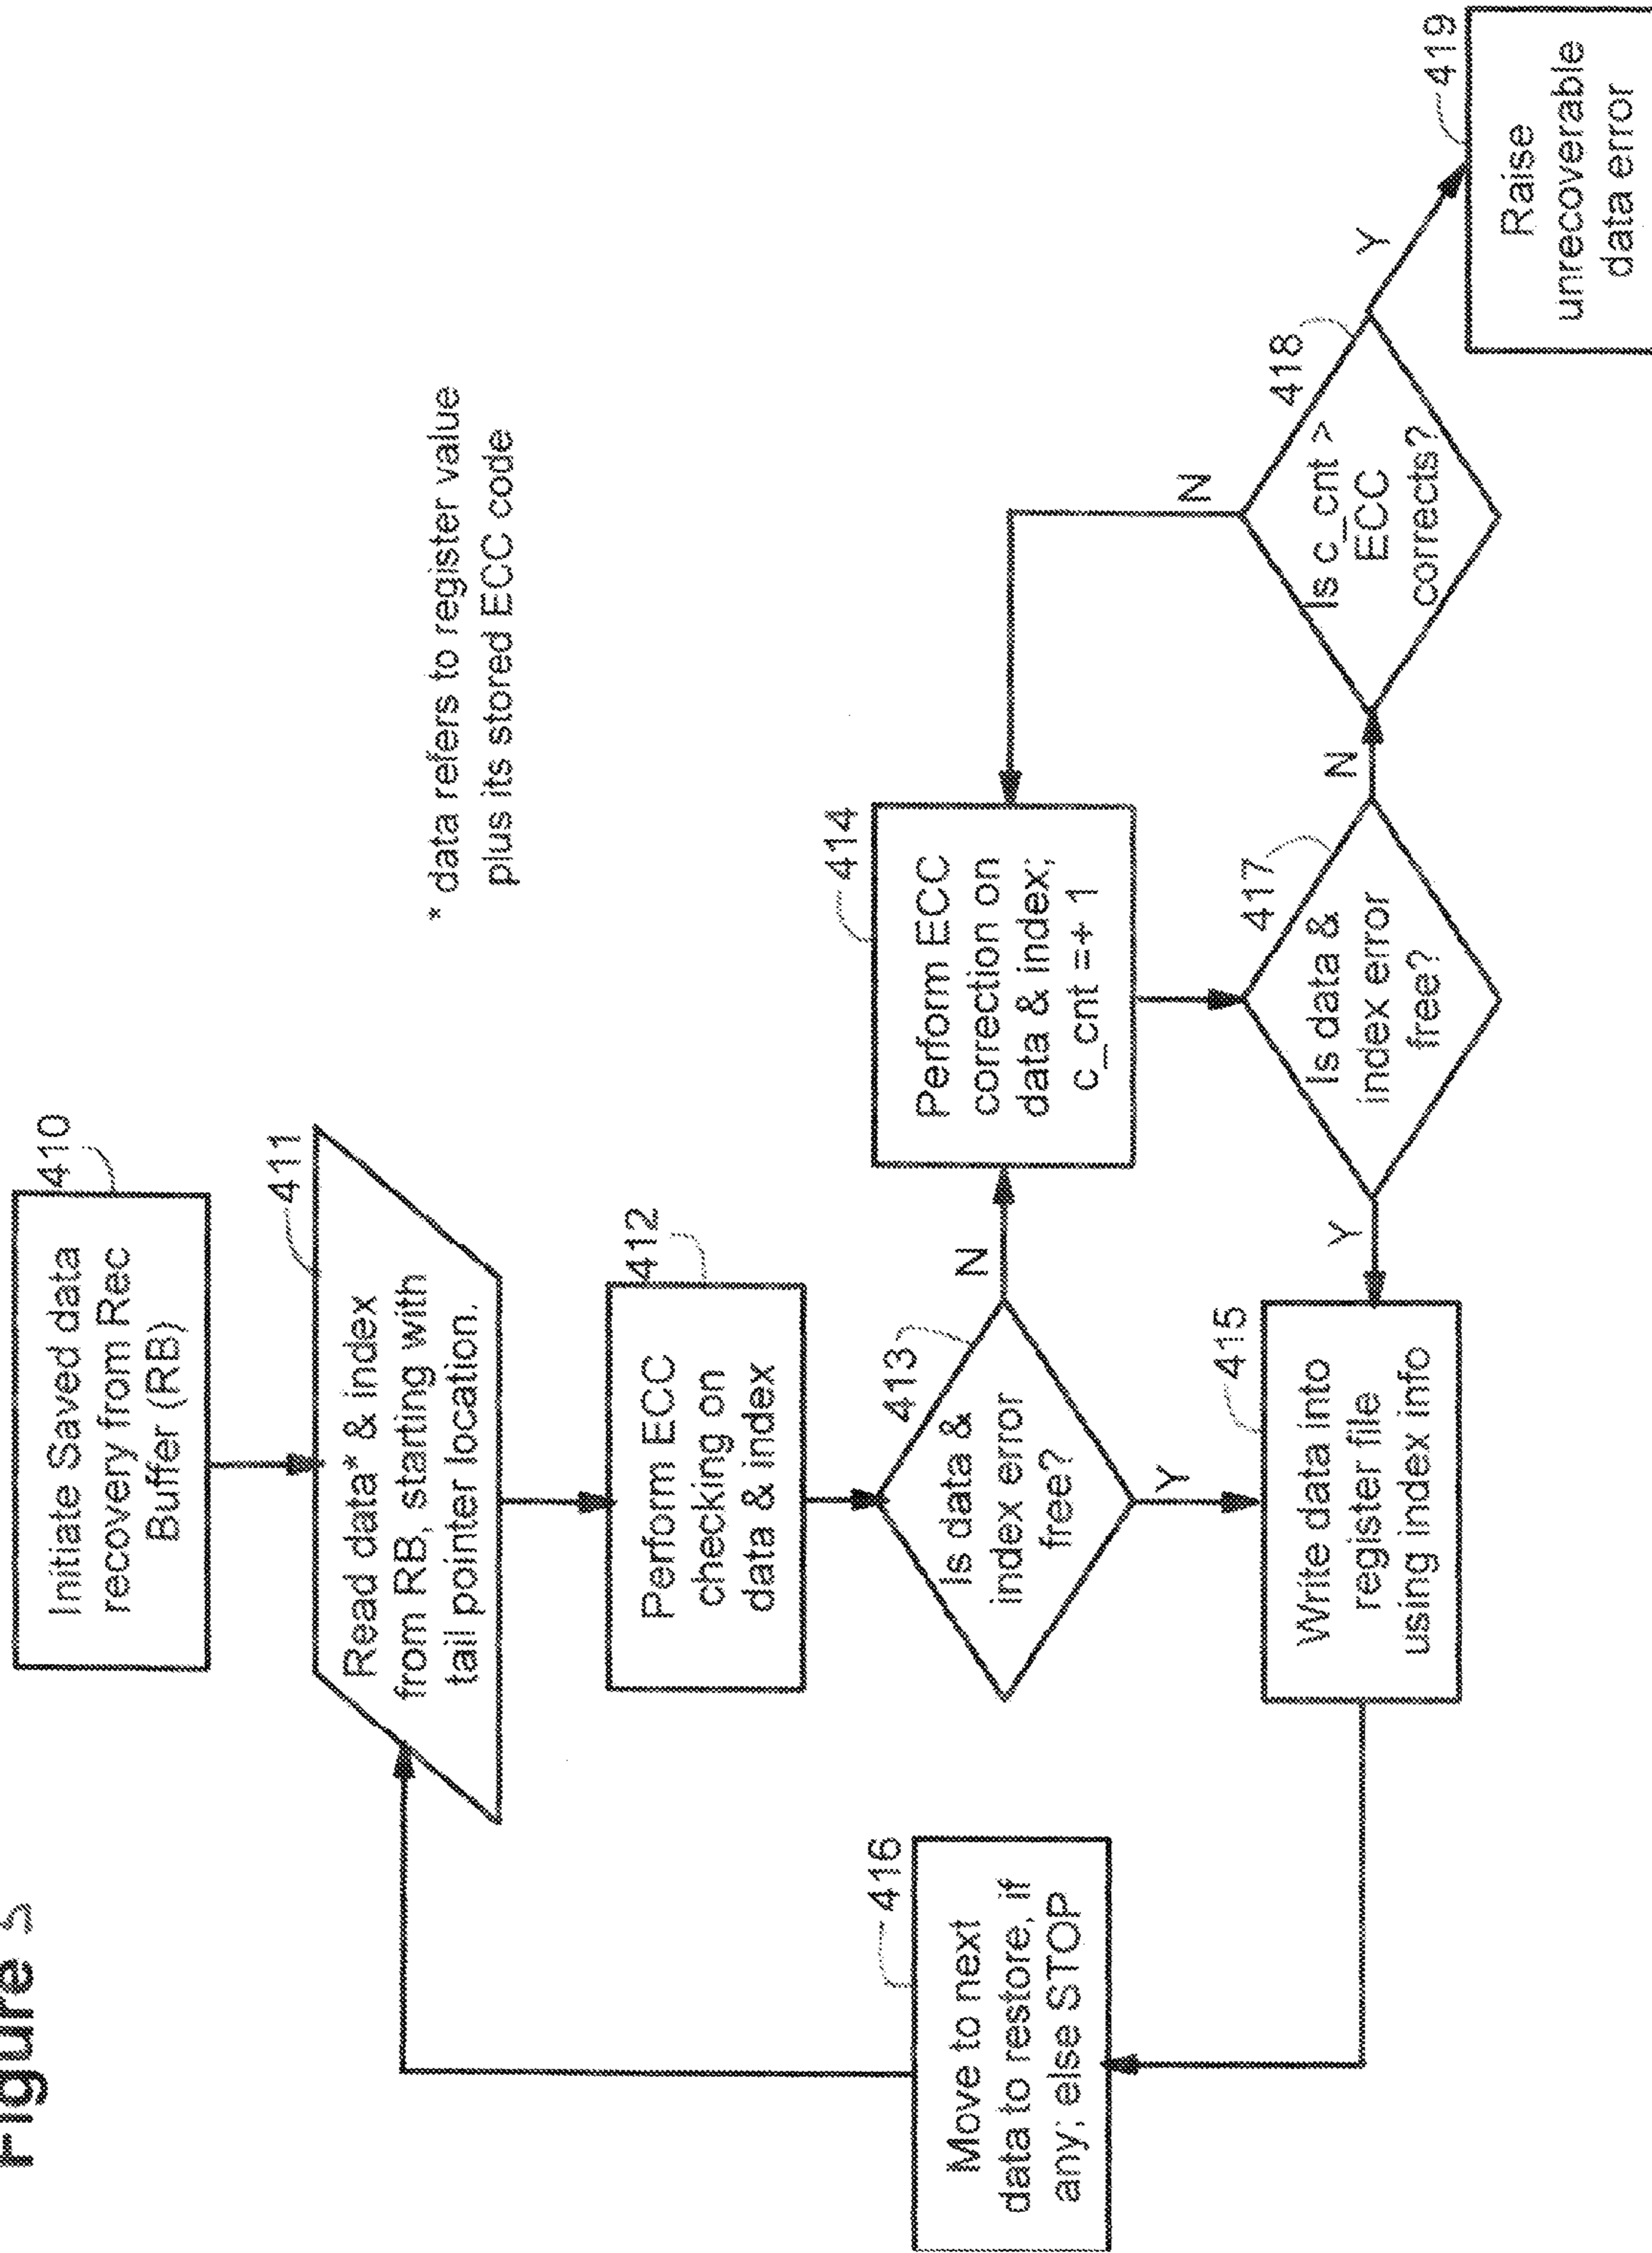 Figure 5
410
Initiate Saved data
recovery from Rec
Buffer (RB)
411
Read data* & index
from RB, starting with
tail pointer location.
* data refers to register value
plus its stored ECC code
412
Perform ECC
checking on
data & index
413
Is data &
index error
free?
N
Y
414
Perform ECC
correction on
data & index;
c_cnt =+ 1
415
Write data into
register file
using index info
416
Move to next
data to restore, if
any; else STOP
417
Is data &
index error
free?
Y
N
418
Is c_cnt >
ECC
corrects?
N
Y
419
Raise
unrecoverable
data error